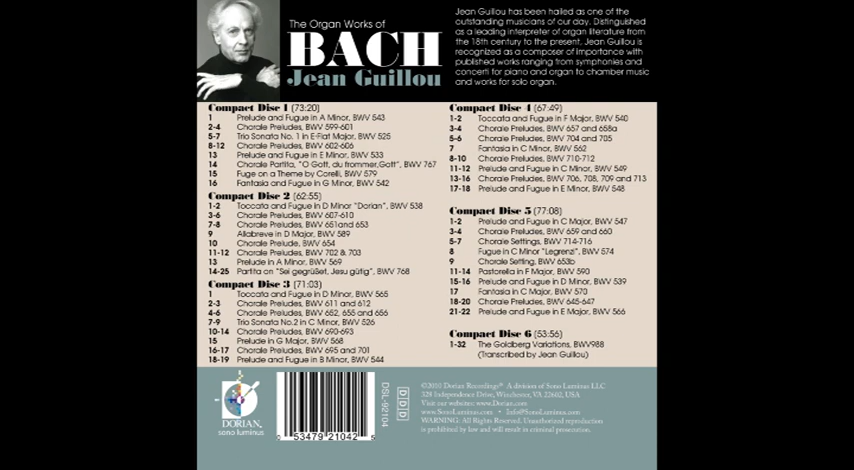 The Organ Works of
BACH
Jean Guillou
Jean Guillou has been hailed as one of the
outstanding musicians of our day. Distinguished
as a leading interpreter of organ literature from
the 18th century to the present, Jean Guillou is
recognized as a composer of importance with
published works ranging from symphonies and
concerti for piano and organ to chamber music
and works for solo organ.
Compact Disc 1 (73:20)
1 Prelude and Fugue in A Minor, BWV 543
2-4 Chorale Preludes, BWV 599-601
5-7 Trio Sonata No. 1 in E-Flat Major, BWV 525
8-12 Chorale Preludes, BWV 602-606
13 Prelude and Fugue in E Minor, BWV 533
14 Chorale Partita, "O Gott, du frommer,Gott", BWV 767
15 Fuge on a Theme by Corelli, BWV 579
16 Fantasia and Fugue in G Minor, BWV 542
Compact Disc 2 (62:55)
1-2 Toccata and Fugue in D Minor "Dorian", BWV 538
3-6 Chorale Preludes, BWV 607-610
7-8 Chorale Preludes, BWV 651and 653
9 Allabreve in D Major, BWV 589
10 Chorale Prelude, BWV 654
11-12 Chorale Preludes, BWV 702 & 703
13 Prelude in A Minor, BWV 569
14-25 Partita on "Sei gegrüßet, Jesu gütig", BWV 768
Compact Disc 3 (71:03)
1 Toccata and Fugue in D Minor, BWV 565
2-3 Chorale Preludes, BWV 611 and 612
4-6 Chorale Preludes, BWV 652, 655 and 656
7-9 Trio Sonata No.2 in C Minor, BWV 526
10-14 Chorale Preludes, BWV 690-693
15 Prelude in G Major, BWV 568
16-17 Chorale Preludes, BWV 695 and 701
18-19 Prelude and Fugue in B Minor, BWV 544
Compact Disc 4 (67:49)
1-2 Toccata and Fugue in F Major, BWV 540
3-4 Chorale Preludes, BWV 657 and 658a
5-6 Chorale Preludes, BWV 704 and 705
7 Fantasia in C Minor, BWV 562
8-10 Chorale Preludes, BWV 710-712
11-12 Prelude and Fugue in C Minor, BWV 549
13-16 Chorale Preludes, BWV 706, 708, 709 and 713
17-18 Prelude and Fugue in E Minor, BWV 548
Compact Disc 5 (77:08)
1-2 Prelude and Fugue in C Major, BWV 547
3-4 Chorale Preludes, BWV 659 and 660
5-7 Chorale Settings, BWV 714-716
8 Fugue in C Minor "Legrenzi", BWV 574
9 Chorale Setting, BWV 653b
11-14 Pastorella in F Major, BWV 590
15-16 Prelude and Fugue in D Minor, BWV 539
17 Fantasia in C Major, BWV 570
18-20 Chorale Preludes, BWV 645-647
21-22 Prelude and Fugue in E Major, BWV 566
Compact Disc 6 (53:56)
1-32 The Goldberg Variations, BWV988
(Transcribed by Jean Guillou)
DORIAN
sono luminus
0 53479 21042 5
DSL-92104
D D D
©2010 Dorian Recordings® A division of Sono Luminus LLC
328 Independence Drive, Winchester, VA 22602, USA
Visit our website: www.Dorian.com
www.SonoLuminus.com • Info@SonoLuminus.com
WARNING: All Rights Reserved. Unauthorized reproduction
is prohibited by law and will result in criminal prosecution.